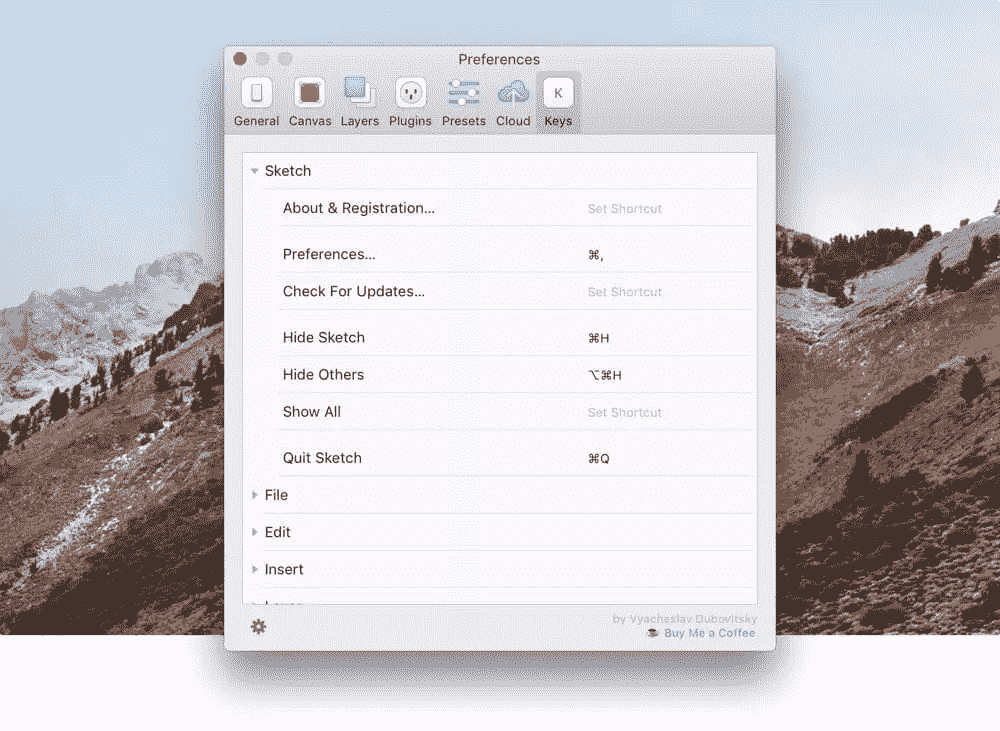 Preferences
General Canvas Layers Plugins Presets Cloud K Keys
Sketch
About & Registration... Set Shortcut
Preferences... ⌘,
Check For Updates... Set Shortcut
Hide Sketch ⌘H
Hide Others ⌥⌘H
Show All Set Shortcut
Quit Sketch ⌘Q
File
Edit
Insert
by Vyacheslav Dubovitsky
Buy Me a Coffee